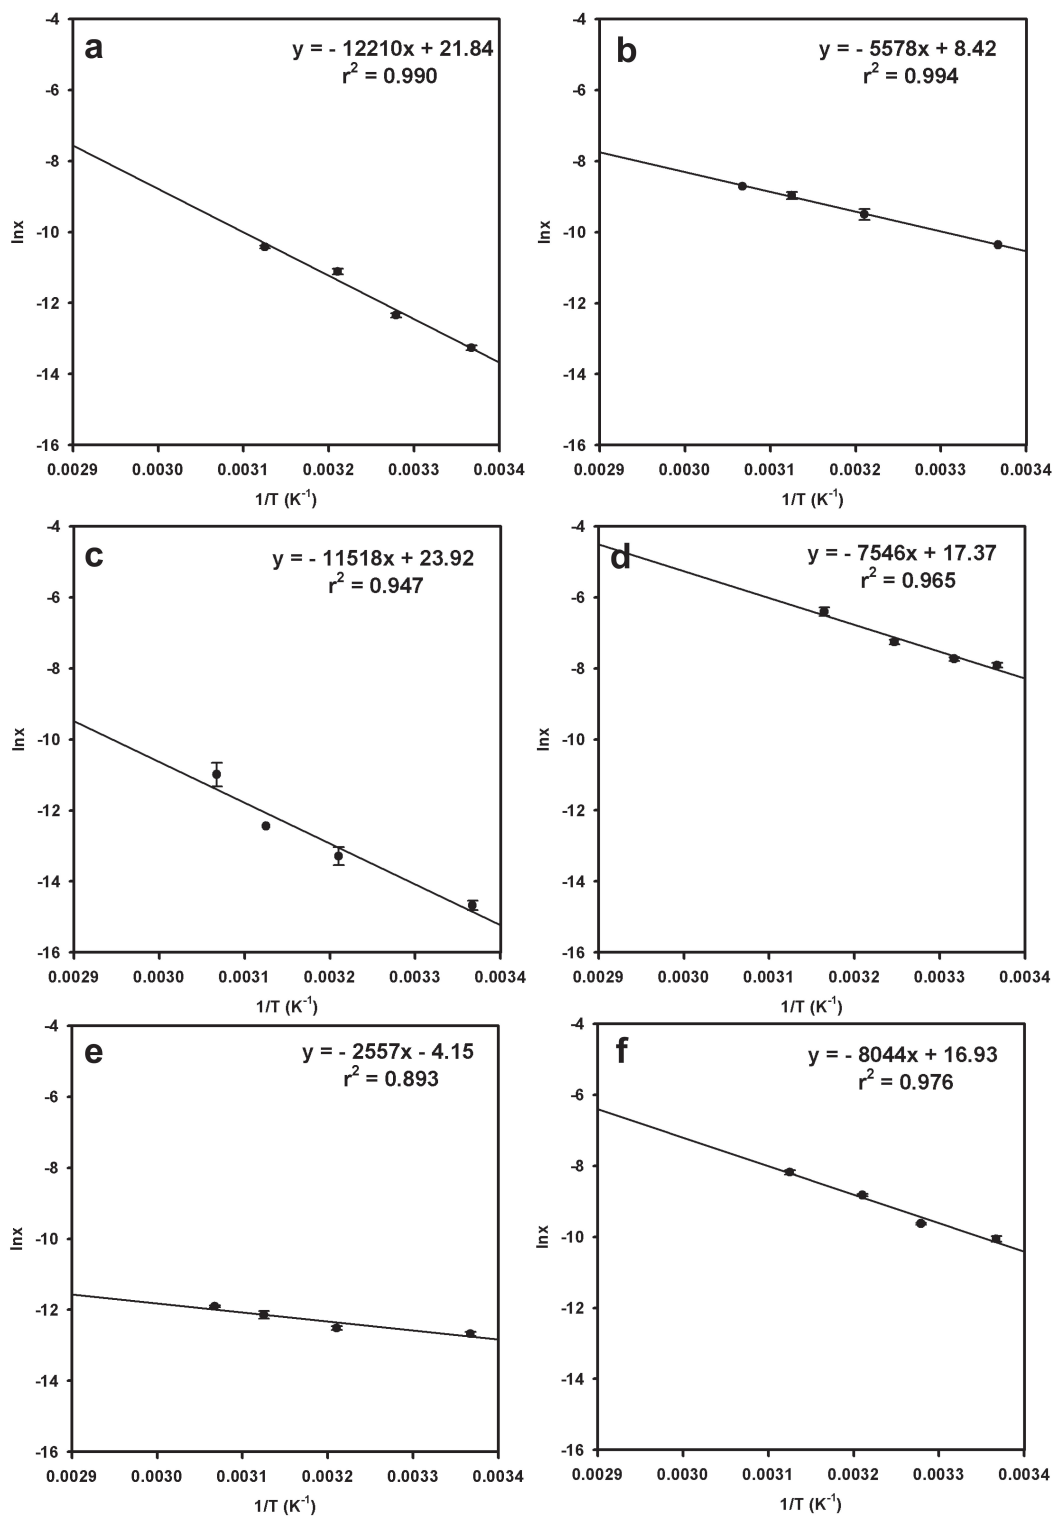 a
y = - 12210x + 21.84
r2 = 0.990
-4
-6
-8
-10
-12
-14
-16
lnx
0.0029 0.0030 0.0031 0.0032 0.0033 0.0034
1/T (K-1)
b
y = - 5578x + 8.42
r2 = 0.994
-4
-6
-8
-10
-12
-14
-16
lnx
0.0029 0.0030 0.0031 0.0032 0.0033 0.0034
1/T (K-1)
c
y = - 11518x + 23.92
r2 = 0.947
-4
-6
-8
-10
-12
-14
-16
lnx
0.0029 0.0030 0.0031 0.0032 0.0033 0.0034
1/T (K-1)
d
y = - 7546x + 17.37
r2 = 0.965
-4
-6
-8
-10
-12
-14
-16
lnx
0.0029 0.0030 0.0031 0.0032 0.0033 0.0034
1/T (K-1)
e
y = - 2557x - 4.15
r2 = 0.893
-4
-6
-8
-10
-12
-14
-16
lnx
0.0029 0.0030 0.0031 0.0032 0.0033 0.0034
1/T (K-1)
f
y = - 8044x + 16.93
r2 = 0.976
-4
-6
-8
-10
-12
-14
-16
lnx
0.0029 0.0030 0.0031 0.0032 0.0033 0.0034
1/T (K-1)